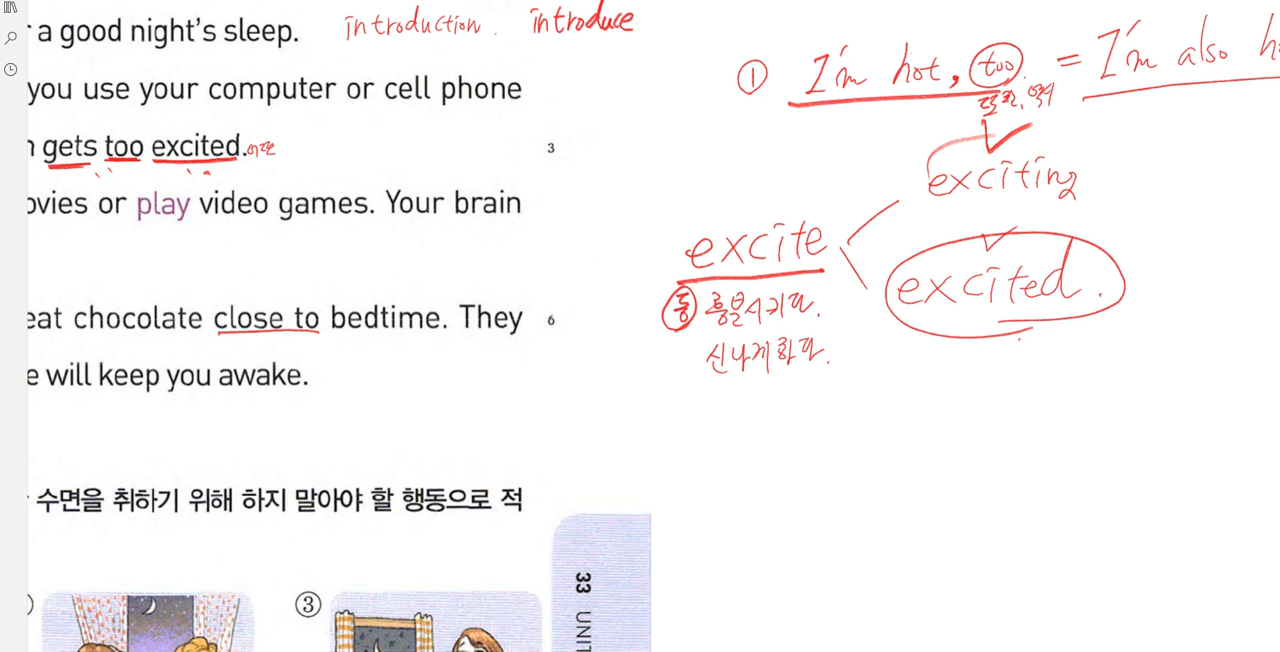 a good night's sleep. introduction. introduce
you use your computer or cell phone
gets too excited. 3
ovies or play video games. Your brain
eat chocolate close to bedtime. They 6
e will keep you awake.
수면을 취하기 위해 하지 말아야 할 행동으로 적
③
33 UNIT
① I'm hot, too. = I'm also h
또한, 역시
exciting
excite
excited.
동 흥분시키다.
신나게하다.